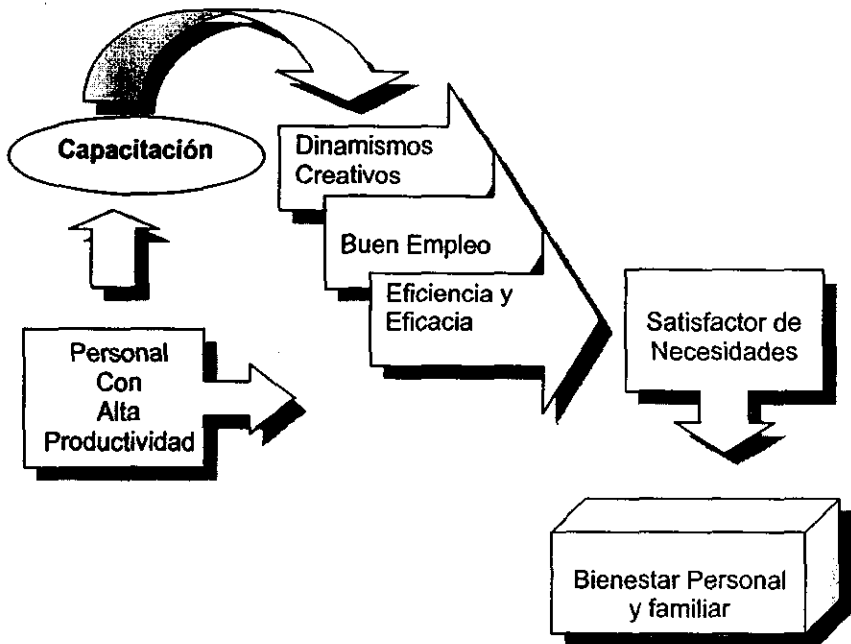 Capacitación
Dinamismos
Creativos
Buen Empleo
Eficiencia y
Eficacia
Personal
Con
Alta
Productividad
Satisfactor de
Necesidades
Bienestar Personal
y familiar